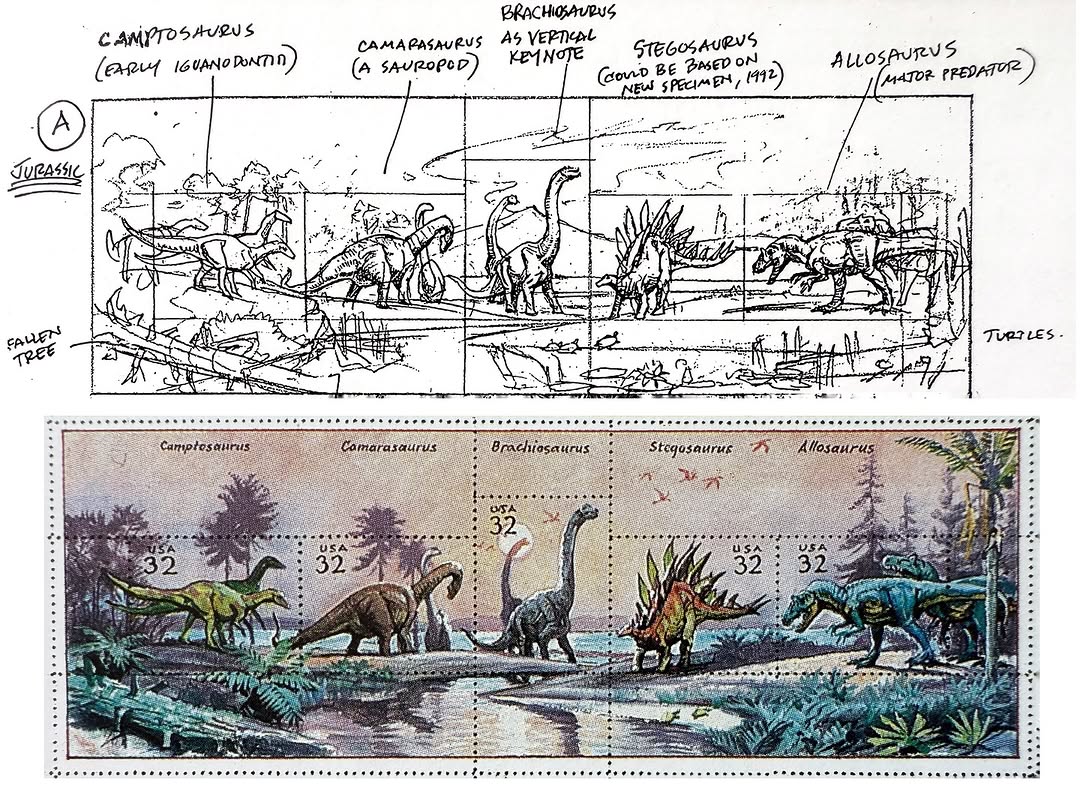 CAMPTOSAURUS
(EARLY IGUANODONTID)
CAMARASAURUS
(A SAUROPOD)
BRACHIOSAURUS
AS VERTICAL
KEYNOTE
STEGOSAURUS
(COULD BE BASED ON
NEW SPECIMEN, 1992)
ALLOSAURUS
(MAJOR PREDATOR)
A
JURASSIC
FALLEN
TREE
TURTLES.
Camptosaurus
Camarasaurus
Brachiosaurus
Stegosaurus
Allosaurus
USA
32
USA
32
USA
32
USA
32
USA
32